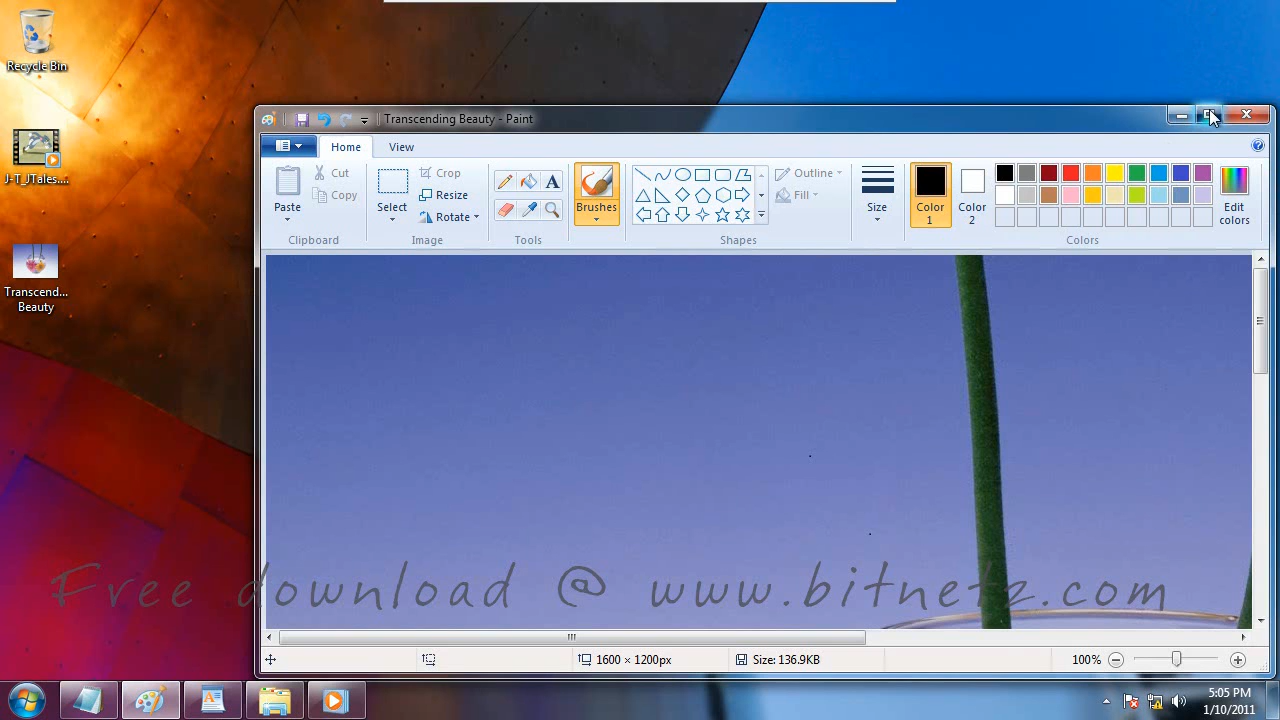 Recycle Bin
J-T_JTales....
Transcend...
Beauty
Transcending Beauty - Paint
Home
View
Paste
Cut
Copy
Clipboard
Select
Crop
Resize
Rotate
Image
A
Tools
Brushes
Shapes
Outline
Fill
Size
Color
1
Color
2
Edit
colors
Colors
Free download @ www.bitnetz.com
1600 × 1200px
Size: 136.9KB
100%
5:05 PM
1/10/2011